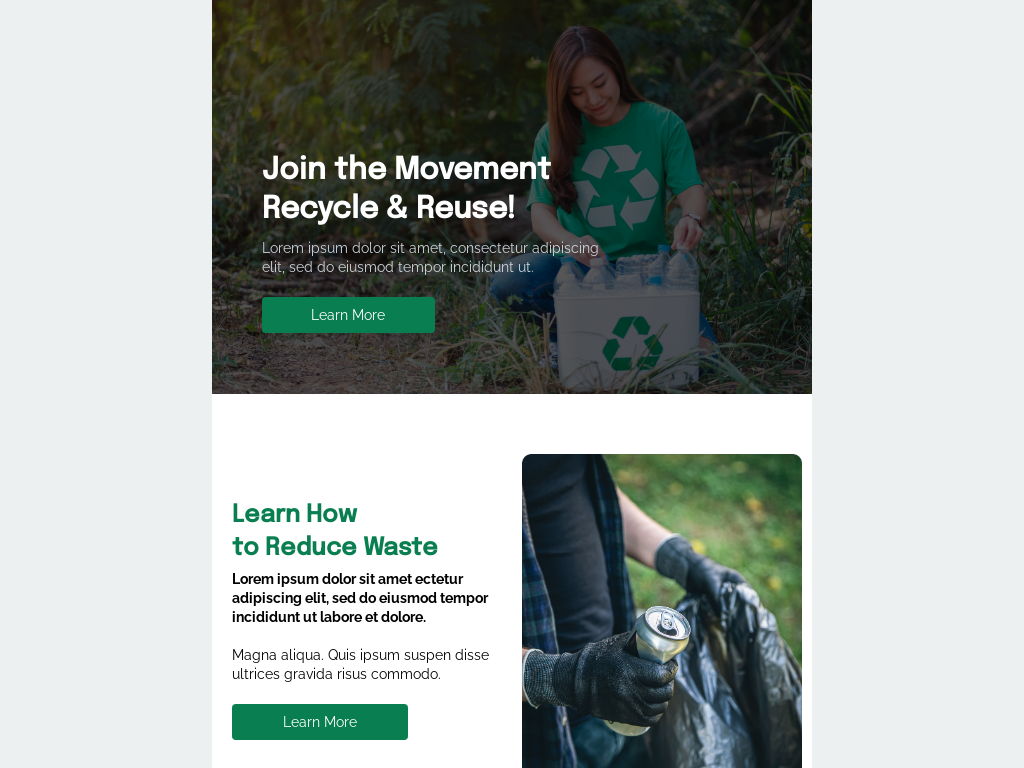 Join the Movement
Recycle & Reuse!
Lorem ipsum dolor sit amet, consectetur adipiscing
elit, sed do eiusmod tempor incididunt ut.
Learn More
Learn How
to Reduce Waste
Lorem ipsum dolor sit amet ectetur
adipiscing elit, sed do eiusmod tempor
incididunt ut labore et dolore.
Magna aliqua. Quis ipsum suspen disse
ultrices gravida risus commodo.
Learn More